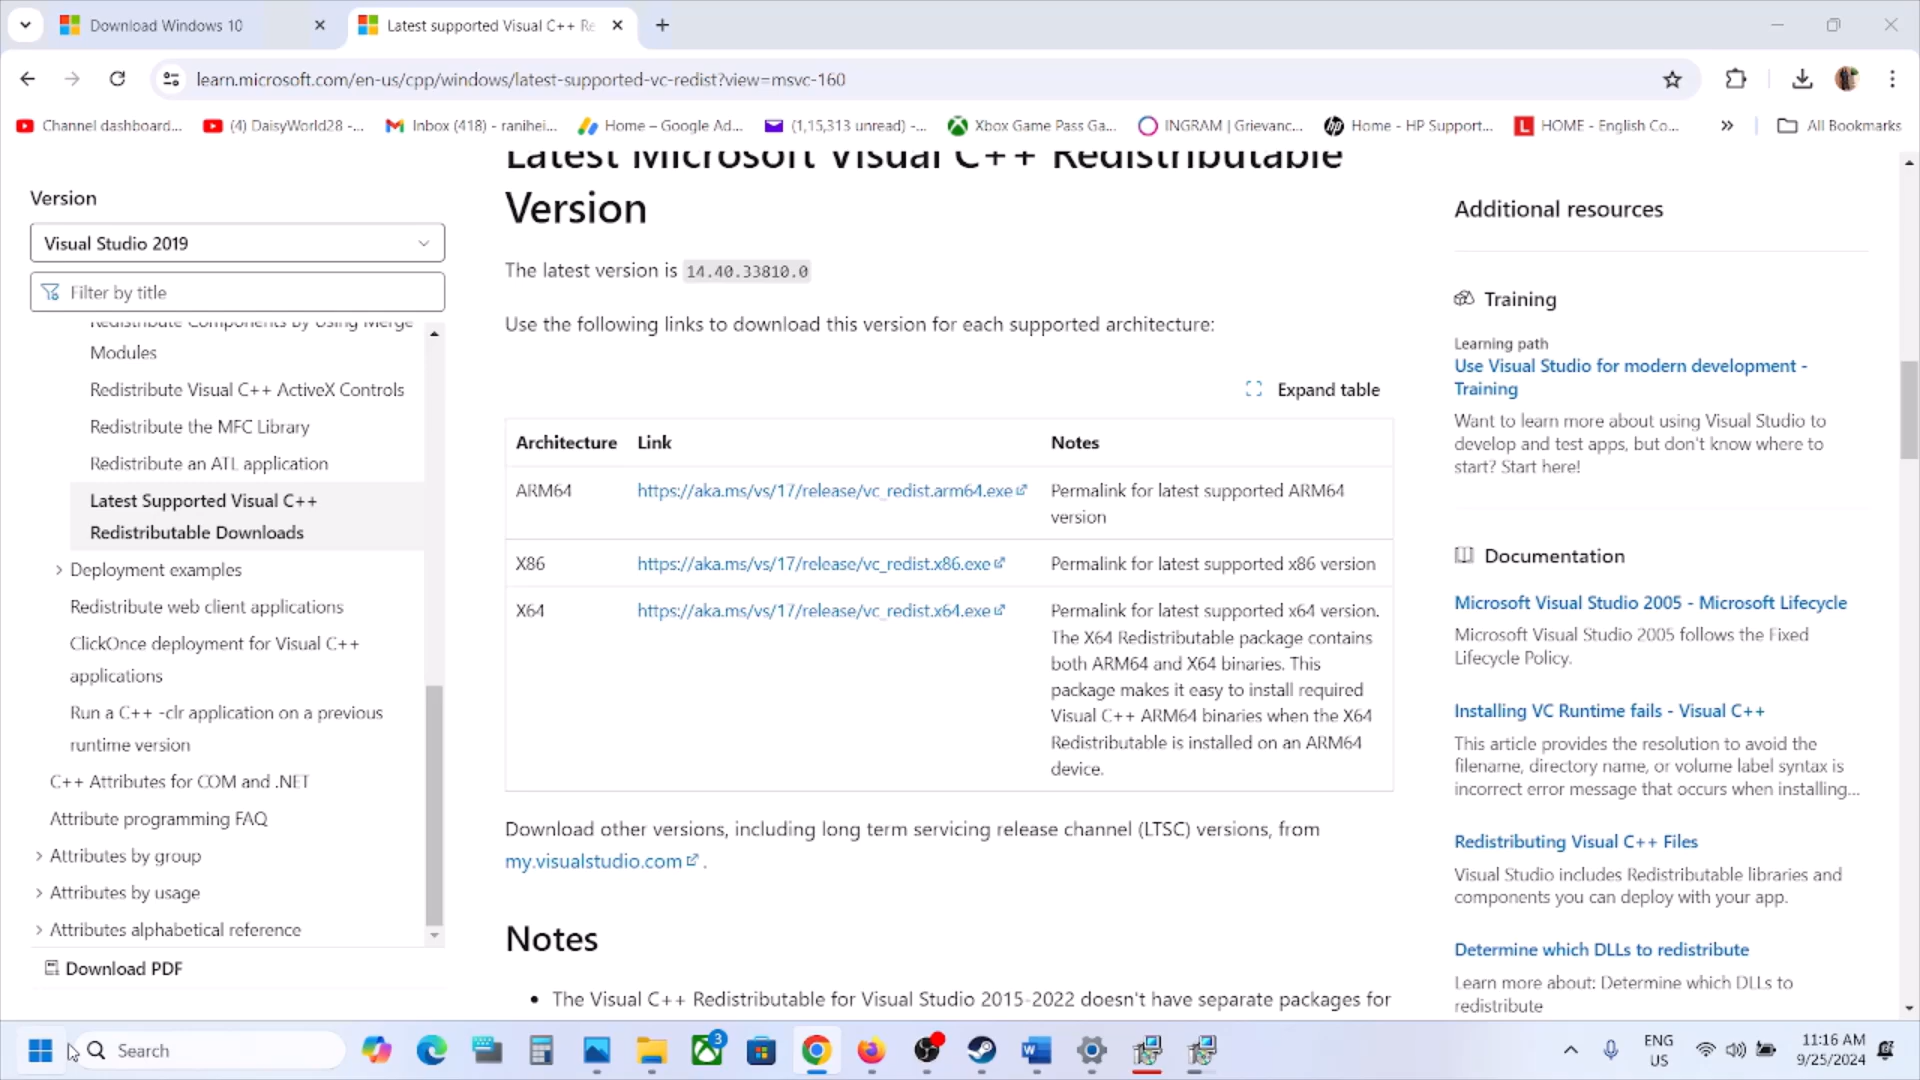 Download Windows 10
Latest supported Visual C++ Re
learn.microsoft.com/en-us/cpp/windows/latest-supported-vc-redist?view=msvc-160
Channel dashboard...
(4) DaisyWorld28 -...
Inbox (418) - ranihei...
Home – Google Ad...
(1,15,313 unread) -...
Xbox Game Pass Ga...
INGRAM | Grievanc...
Home - HP Support...
HOME - English Co...
»
All Bookmarks
Version
Visual Studio 2019
Filter by title
Redistribute Components By Using Merge
Modules
Redistribute Visual C++ ActiveX Controls
Redistribute the MFC Library
Redistribute an ATL application
Latest Supported Visual C++
Redistributable Downloads
Deployment examples
Redistribute web client applications
ClickOnce deployment for Visual C++
applications
Run a C++ -clr application on a previous
runtime version
C++ Attributes for COM and .NET
Attribute programming FAQ
Attributes by group
Attributes by usage
Attributes alphabetical reference
Download PDF
Latest Microsoft Visual C++ Redistributable
Version
The latest version is 14.40.33810.0
Use the following links to download this version for each supported architecture:
Expand table
Architecture Link Notes
ARM64 https://aka.ms/vs/17/release/vc_redist.arm64.exe Permalink for latest supported ARM64
version
X86 https://aka.ms/vs/17/release/vc_redist.x86.exe Permalink for latest supported x86 version
X64 https://aka.ms/vs/17/release/vc_redist.x64.exe Permalink for latest supported x64 version.
The X64 Redistributable package contains
both ARM64 and X64 binaries. This
package makes it easy to install required
Visual C++ ARM64 binaries when the X64
Redistributable is installed on an ARM64
device.
Download other versions, including long term servicing release channel (LTSC) versions, from
my.visualstudio.com .
Notes
• The Visual C++ Redistributable for Visual Studio 2015-2022 doesn't have separate packages for
Additional resources
Training
Learning path
Use Visual Studio for modern development -
Training
Want to learn more about using Visual Studio to
develop and test apps, but don't know where to
start? Start here!
Documentation
Microsoft Visual Studio 2005 - Microsoft Lifecycle
Microsoft Visual Studio 2005 follows the Fixed
Lifecycle Policy.
Installing VC Runtime fails - Visual C++
This article provides the resolution to avoid the
filename, directory name, or volume label syntax is
incorrect error message that occurs when installing...
Redistributing Visual C++ Files
Visual Studio includes Redistributable libraries and
components you can deploy with your app.
Determine which DLLs to redistribute
Learn more about: Determine which DLLs to
redistribute
Search
3
ENG
US
11:16 AM
9/25/2024